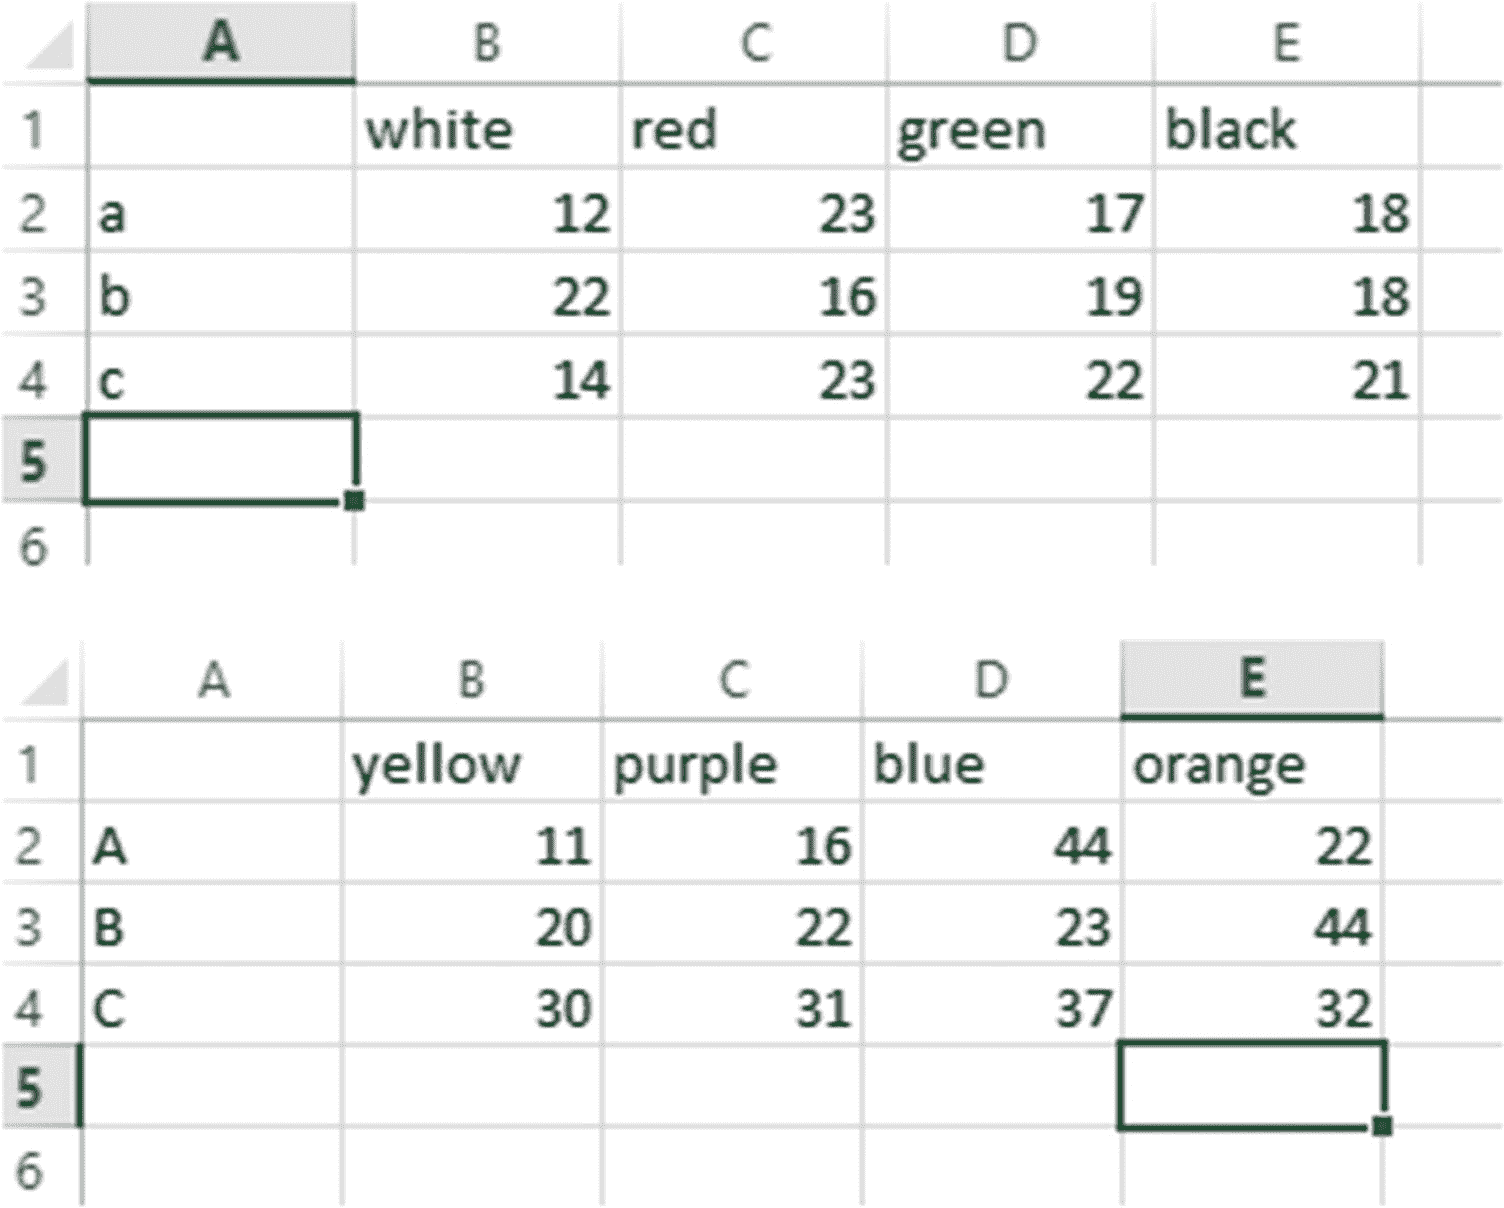 A B C D E
1 white red green black
2 a 12 23 17 18
3 b 22 16 19 18
4 c 14 23 22 21
5
6
A B C D E
1 yellow purple blue orange
2 A 11 16 44 22
3 B 20 22 23 44
4 C 30 31 37 32
5
6